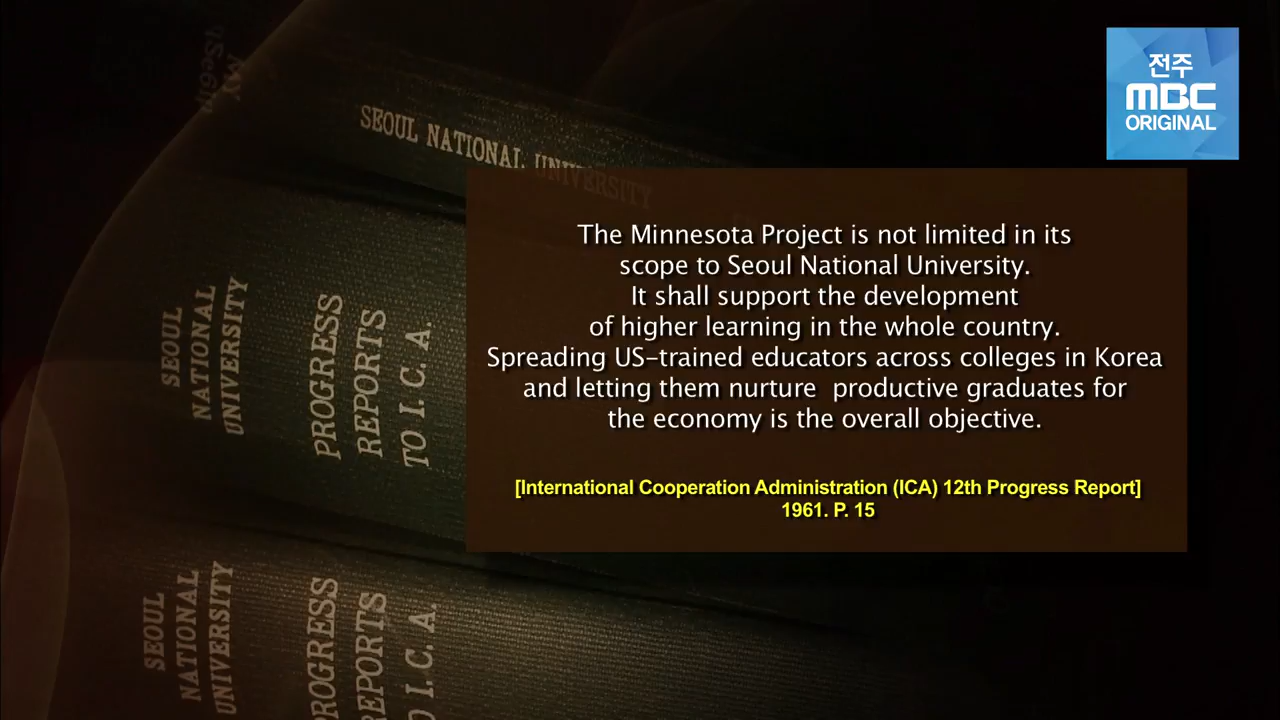 전주
MBC
ORIGINAL
SEOUL NATIONAL UNIVERSITY
SEOUL
NATIONAL
UNIVERSITY
PROGRESS
REPORTS
TO I.C.A.
The Minnesota Project is not limited in its
scope to Seoul National University.
It shall support the development
of higher learning in the whole country.
Spreading US-trained educators across colleges in Korea
and letting them nurture productive graduates for
the economy is the overall objective.
[International Cooperation Administration (ICA) 12th Progress Report]
1961. P. 15
SEOUL
NATIONAL
UNIVERSITY
PROGRESS
REPORTS
TO I.C.A.